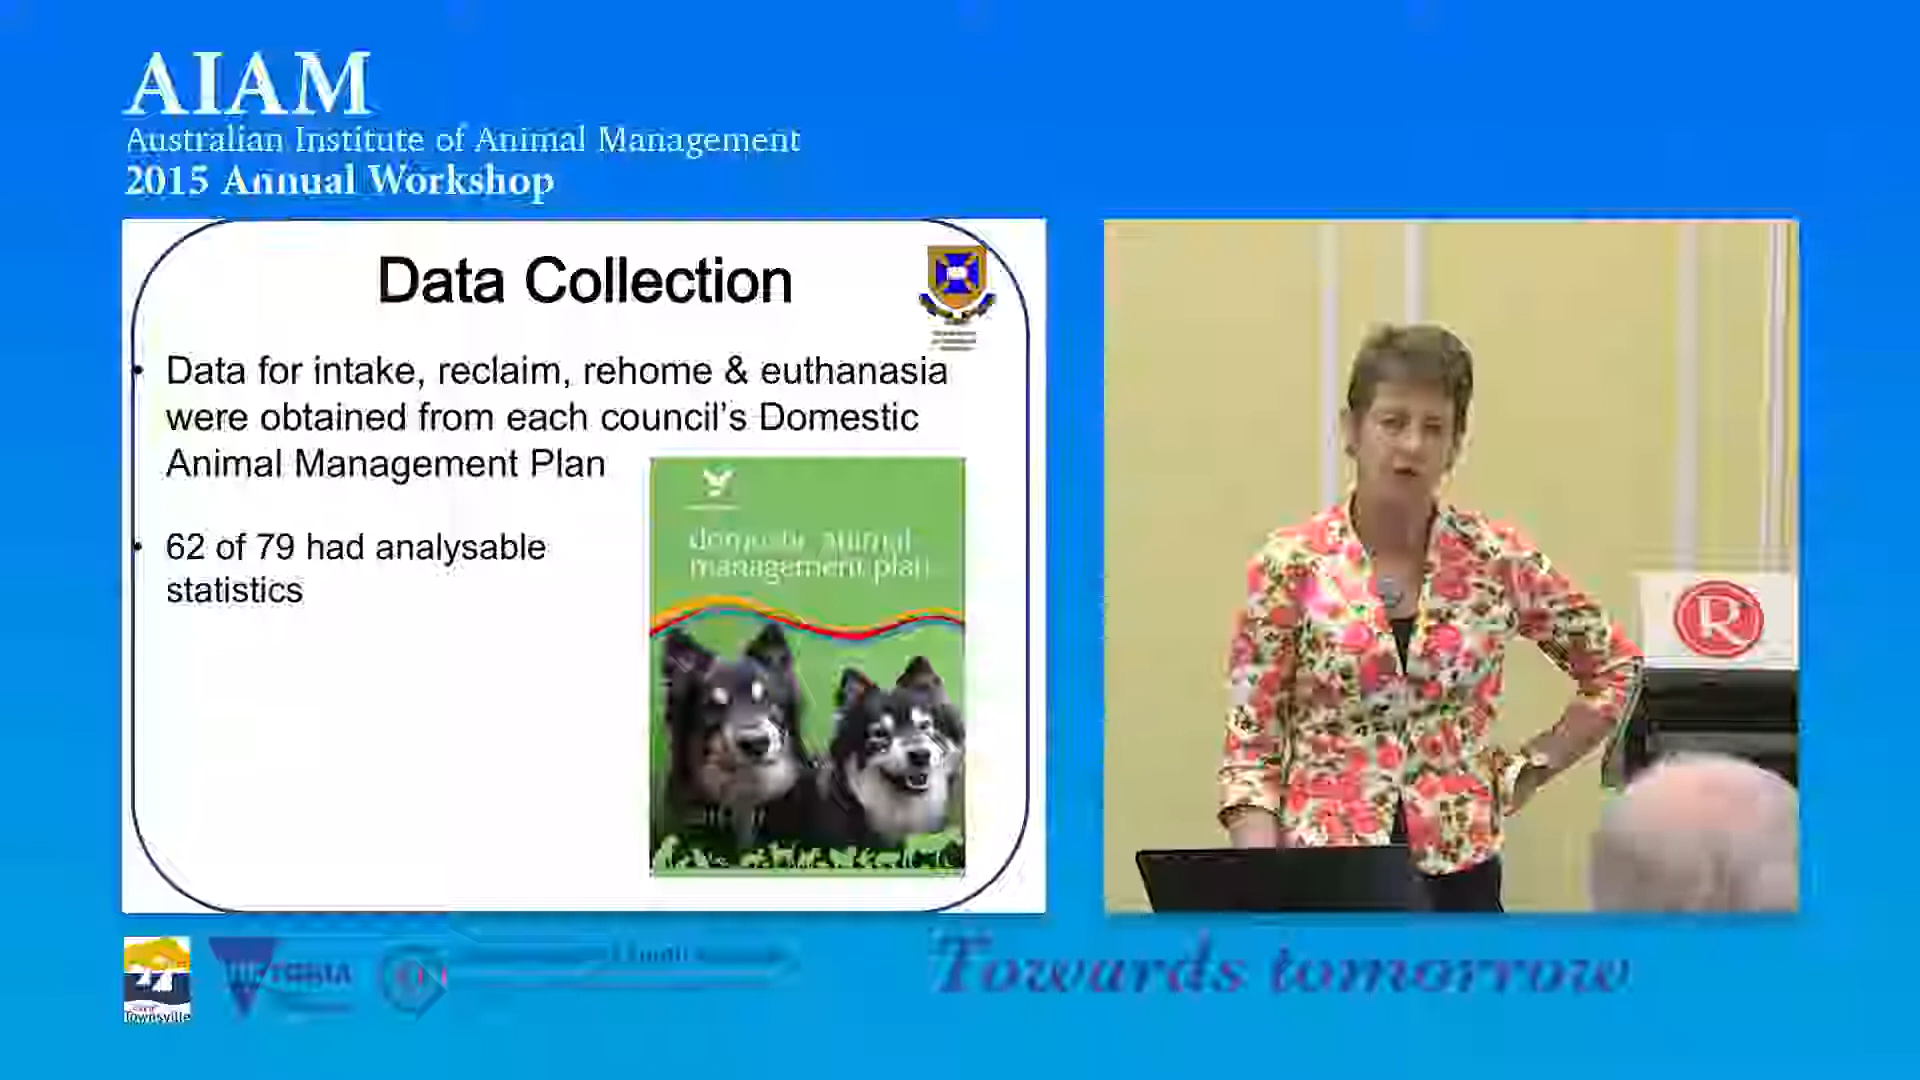 AIAM
Australian Institute of Animal Management
2015 Annual Workshop
Data Collection
• Data for intake, reclaim, rehome & euthanasia
were obtained from each council's Domestic
Animal Management Plan
• 62 of 79 had analysable
statistics
domestic animal
management plan
R
Townsville
VICTORIA
Towards tomorrow